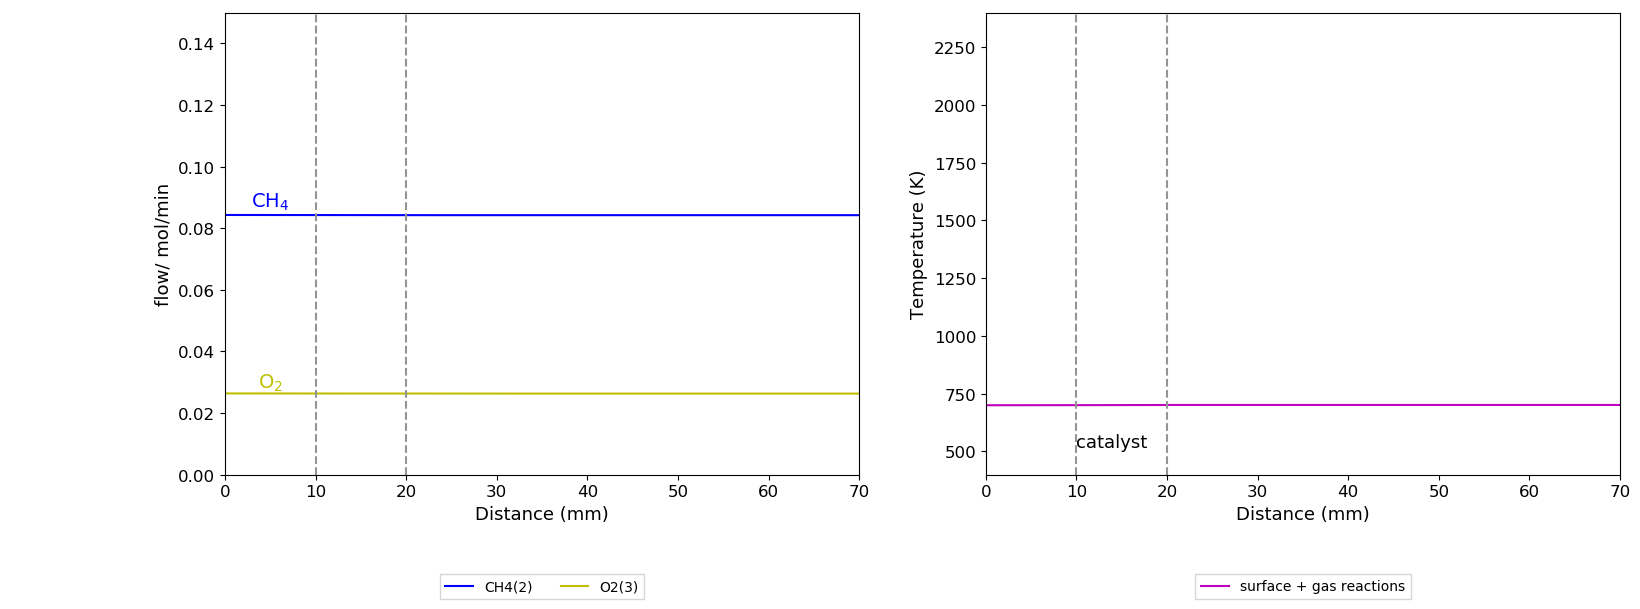 0.14
0.12
0.10
0.08
0.06
0.04
0.02
0.00
flow/ mol/min
CH₄
O₂
0 10 20 30 40 50 60 70
Distance (mm)
CH4(2) O2(3)
2250
2000
1750
1500
1250
1000
750
500
Temperature (K)
catalyst
0 10 20 30 40 50 60 70
Distance (mm)
surface + gas reactions